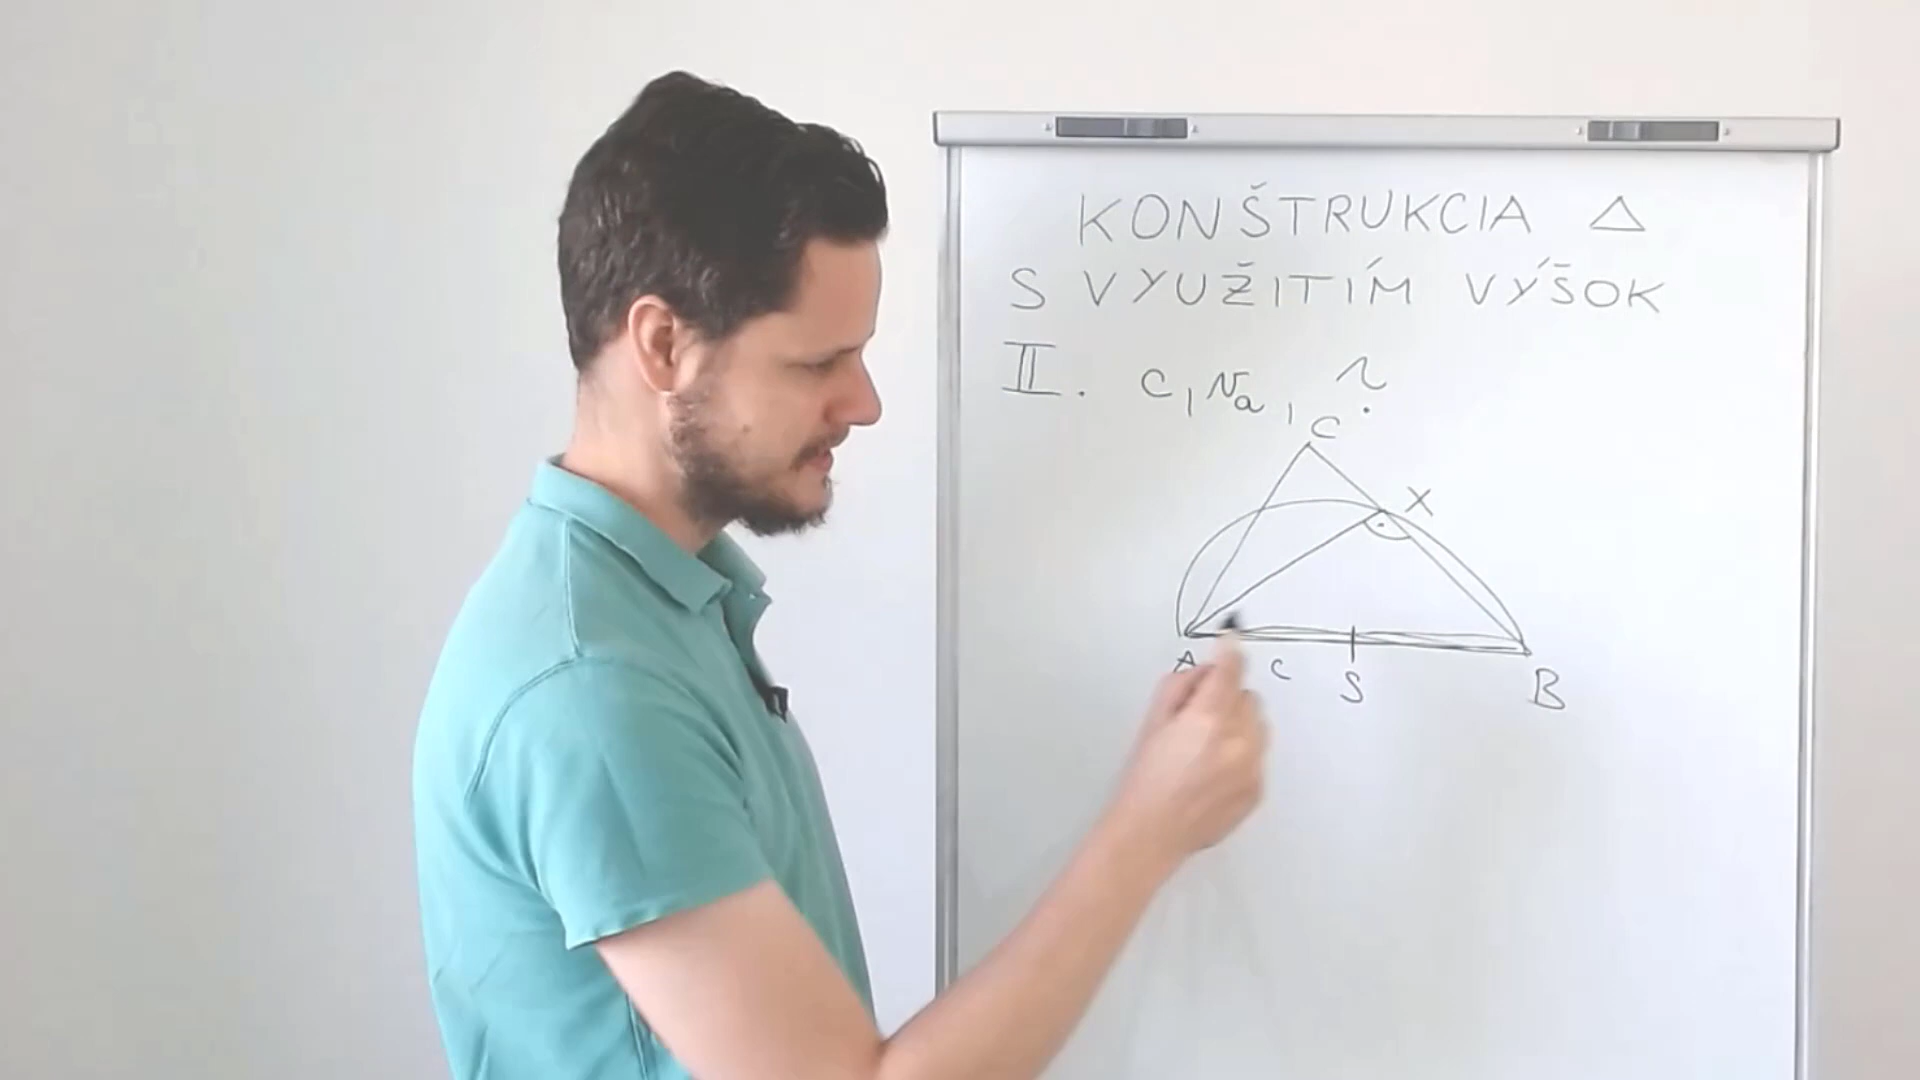 KONŠTRUKCIA △
S VYUŽITÍM VÝŠOK
II. c, va, ?
C
X
A c S B